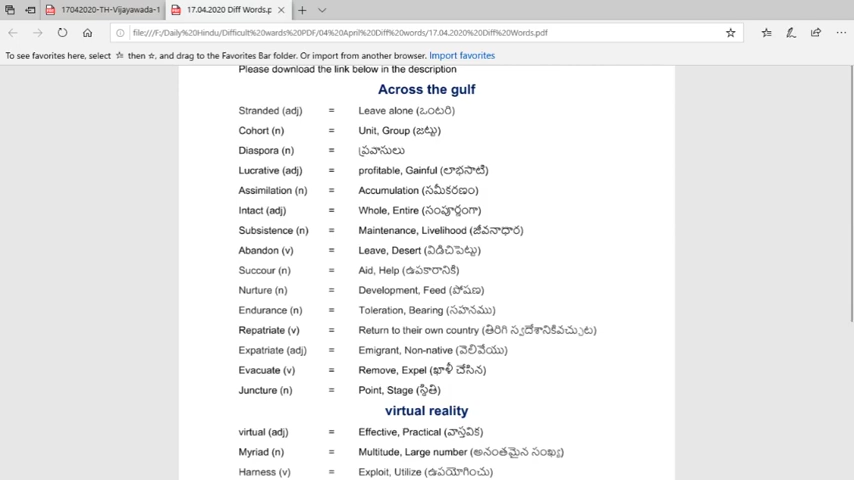 17042020-TH-Vijayawada-1
17.04.2020 Diff Words.p
file:///F:/Daily%20Hindu/Difficult%20wards%20PDF/04%20April%20Diff%20words/17.04.2020%20Diff%20Words.pdf
To see favorites here, select ☆ then ☆, and drag to the Favorites Bar folder. Or import from another browser. Import favorites
Please download the link below in the description
Across the gulf
Stranded (adj) = Leave alone (ఒంటరి)
Cohort (n) = Unit, Group (జట్టు)
Diaspora (n) = ప్రవాసులు
Lucrative (adj) = profitable, Gainful (లాభసాటి)
Assimilation (n) = Accumulation (సమీకరణం)
Intact (adj) = Whole, Entire (సంపూర్ణంగా)
Subsistence (n) = Maintenance, Livelihood (జీవనాధార)
Abandon (v) = Leave, Desert (విడిచిపెట్టు)
Succour (n) = Aid, Help (ఉపకారానికి)
Nurture (n) = Development, Feed (పోషణ)
Endurance (n) = Toleration, Bearing (సహనము)
Repatriate (v) = Return to their own country (తిరిగి స్వదేశానికివచ్చుట)
Expatriate (adj) = Emigrant, Non-native (వెలివేయు)
Evacuate (v) = Remove, Expel (ఖాళీ చేసిన)
Juncture (n) = Point, Stage (స్థితి)
virtual reality
virtual (adj) = Effective, Practical (వాస్తవిక)
Myriad (n) = Multitude, Large number (అనంతమైన సంఖ్య)
Harness (v) = Exploit, Utilize (ఉపయోగించు)